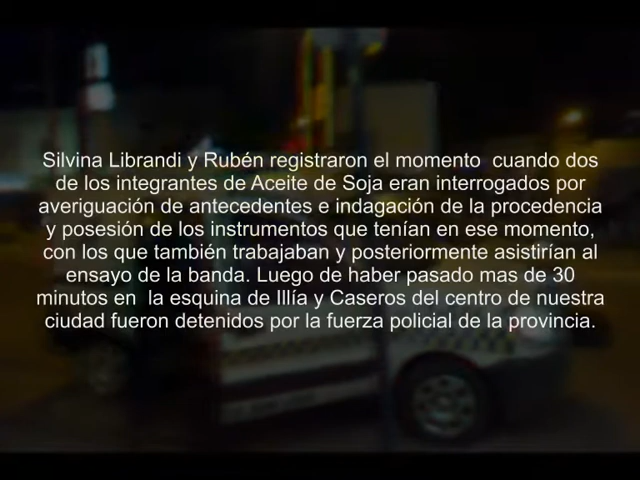 Silvina Librandi y Rubén registraron el momento  cuando dos
de los integrantes de Aceite de Soja eran interrogados por
averiguación de antecedentes e indagación de la procedencia
y posesión de los instrumentos que tenían en ese momento,
con los que también trabajaban y posteriormente asistirían al
ensayo de la banda. Luego de haber pasado mas de 30
minutos en  la esquina de Illía y Caseros del centro de nuestra
ciudad fueron detenidos por la fuerza policial de la provincia.